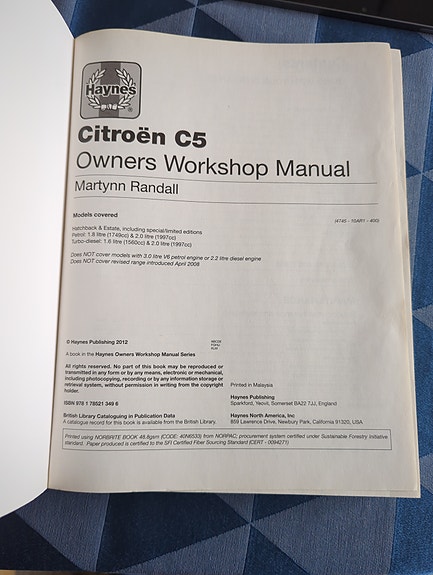 Haynes
®
Citroën C5
Owners Workshop Manual
Martynn Randall
Models covered
(4745 - 10AR1 - 400)
Hatchback & Estate, including special/limited editions
Petrol: 1.8 litre (1749cc) & 2.0 litre (1997cc)
Turbo-diesel: 1.6 litre (1560cc) & 2.0 litre (1997cc)
Does NOT cover models with 3.0 litre V6 petrol engine or 2.2 litre diesel engine
Does NOT cover revised range introduced April 2008
© Haynes Publishing 2012
ABCDE
FGHIJ
A book in the Haynes Owners Workshop Manual Series
All rights reserved. No part of this book may be reproduced or
transmitted in any form or by any means, electronic or mechanical,
including photocopying, recording or by any information storage or
retrieval system, without permission in writing from the copyright
holder.
ISBN 978 1 78521 349 6
British Library Cataloguing in Publication Data
A catalogue record for this book is available from the British Library.
Printed in Malaysia
Haynes Publishing
Sparkford, Yeovil, Somerset BA22 7JJ, England
Haynes North America, Inc
859 Lawrence Drive, Newbury Park, California 91320, USA
Printed using NORBRITE BOOK 48.8gsm (CODE: 40N6533) from NORPAC; procurement system certified under Sustainable Forestry Initiative
standard. Paper produced is certified to the SFI Certified Fiber Sourcing Standard (CERT - 0094271)